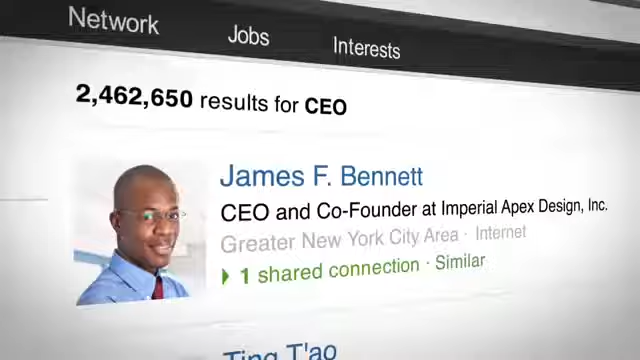 Network Jobs Interests
2,462,650 results for CEO
James F. Bennett
CEO and Co-Founder at Imperial Apex Design, Inc.
Greater New York City Area · Internet
1 shared connection · Similar
Ting T'ao